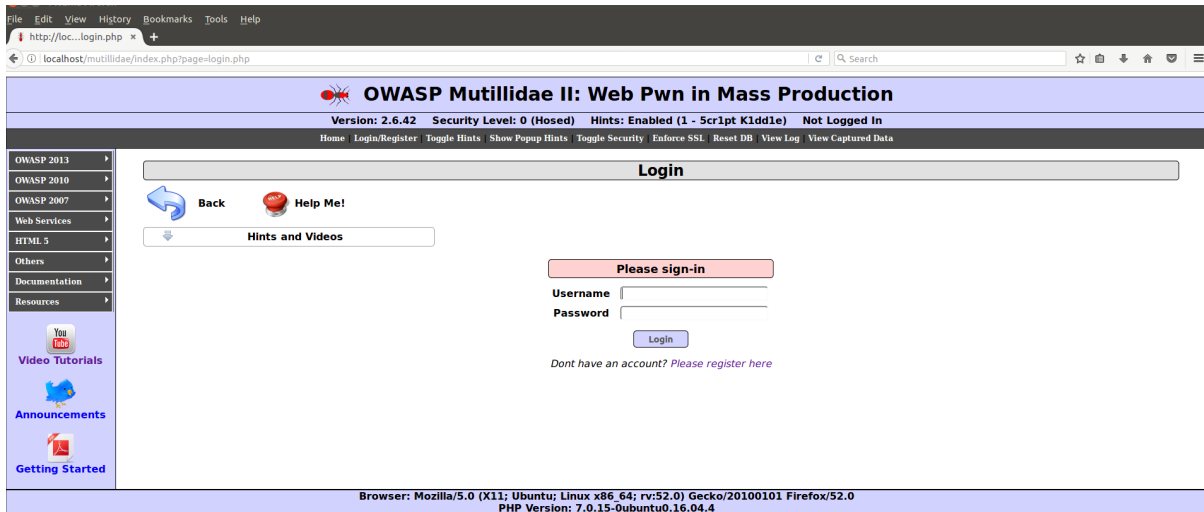 File Edit View History Bookmarks Tools Help
http://loc...login.php × +
localhost/mutillidae/index.php?page=login.php
Search
OWASP Mutillidae II: Web Pwn in Mass Production
Version: 2.6.42 Security Level: 0 (Hosed) Hints: Enabled (1 - 5cr1pt K1dd1e) Not Logged In
Home | Login/Register | Toggle Hints | Show Popup Hints | Toggle Security | Enforce SSL | Reset DB | View Log | View Captured Data
OWASP 2013
OWASP 2010
OWASP 2007
Web Services
HTML 5
Others
Documentation
Resources
You Tube
Video Tutorials
Announcements
Getting Started
Login
Back
HELP
Help Me!
Hints and Videos
Please sign-in
Username
Password
Login
Dont have an account? Please register here
Browser: Mozilla/5.0 (X11; Ubuntu; Linux x86_64; rv:52.0) Gecko/20100101 Firefox/52.0
PHP Version: 7.0.15-0ubuntu0.16.04.4